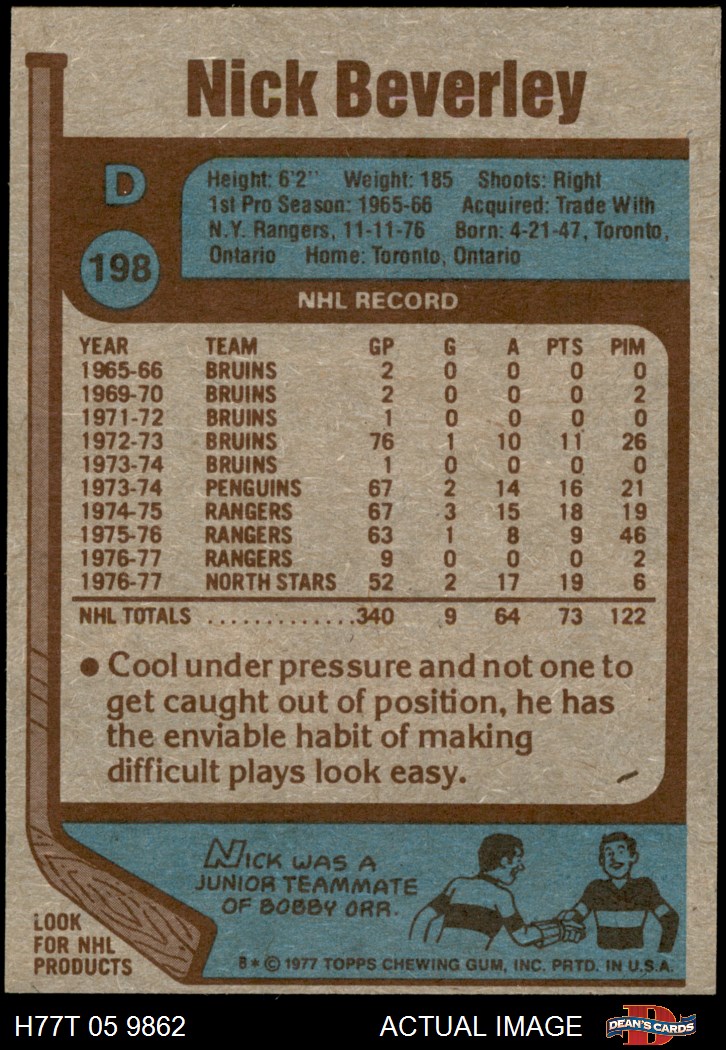 Nick Beverley
D
198
Height: 6'2" Weight: 185 Shoots: Right
1st Pro Season: 1965-66 Acquired: Trade With
N.Y. Rangers, 11-11-76 Born: 4-21-47, Toronto,
Ontario Home: Toronto, Ontario
NHL RECORD
YEAR TEAM GP G A PTS PIM
1965-66 BRUINS 2 0 0 0 0
1969-70 BRUINS 2 0 0 0 2
1971-72 BRUINS 1 0 0 0 0
1972-73 BRUINS 76 1 10 11 26
1973-74 BRUINS 1 0 0 0 0
1973-74 PENGUINS 67 2 14 16 21
1974-75 RANGERS 67 3 15 18 19
1975-76 RANGERS 63 1 8 9 46
1976-77 RANGERS 9 0 0 0 2
1976-77 NORTH STARS 52 2 17 19 6
NHL TOTALS .............340 9 64 73 122
● Cool under pressure and not one to
get caught out of position, he has
the enviable habit of making
difficult plays look easy.
NICK WAS A
JUNIOR TEAMMATE
OF BOBBY ORR.
LOOK
FOR NHL
PRODUCTS
B * © 1977 TOPPS CHEWING GUM, INC. PRTD. IN U.S.A.
H77T 05 9862 ACTUAL IMAGE
D
DEAN'S CARDS